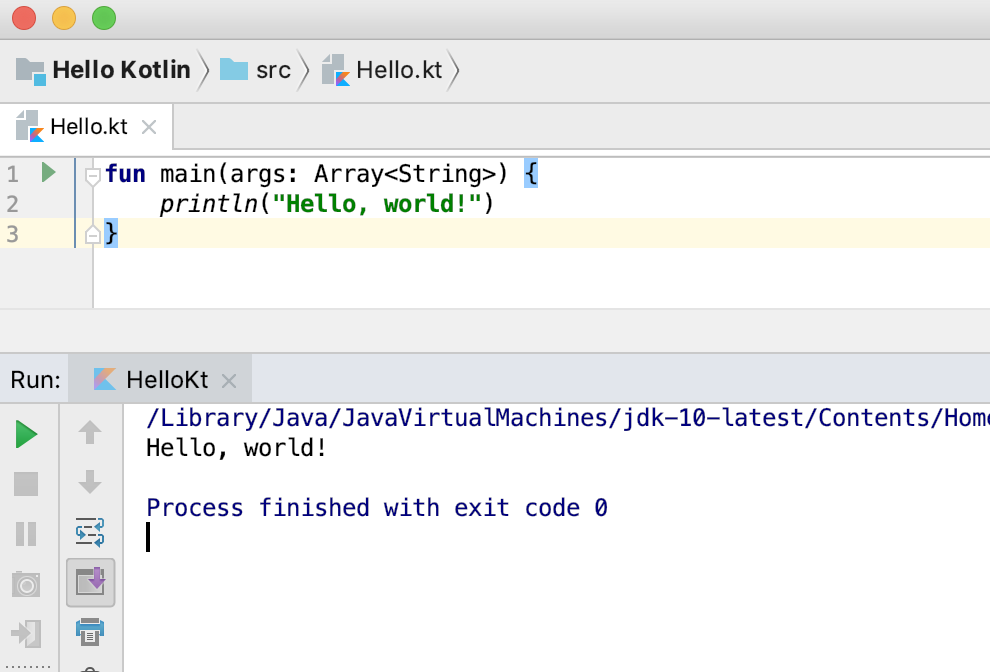 Hello Kotlin src Hello.kt
Hello.kt
1 fun main(args: Array<String>) {
2 println("Hello, world!")
3 }
Run: HelloKt
/Library/Java/JavaVirtualMachines/jdk-10-latest/Contents/Home
Hello, world!
Process finished with exit code 0